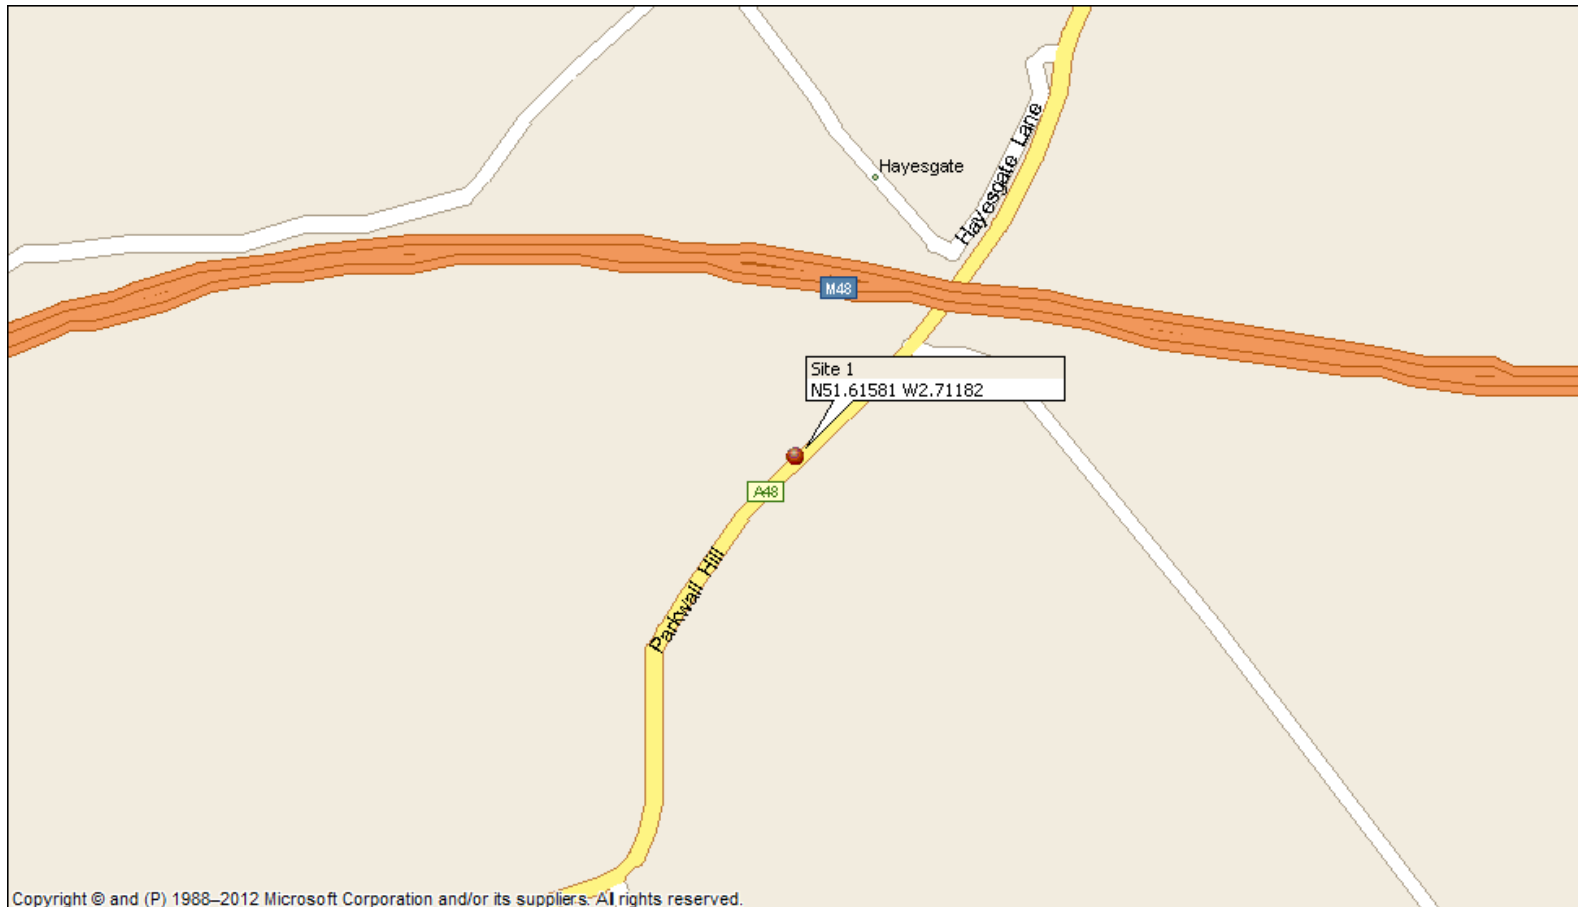 Hayesgate Lane
Hayesgate
M48
Site 1
N51.61581 W2.71182
A48
Parkwall Hill
Copyright © and (P) 1988–2012 Microsoft Corporation and/or its suppliers. All rights reserved.